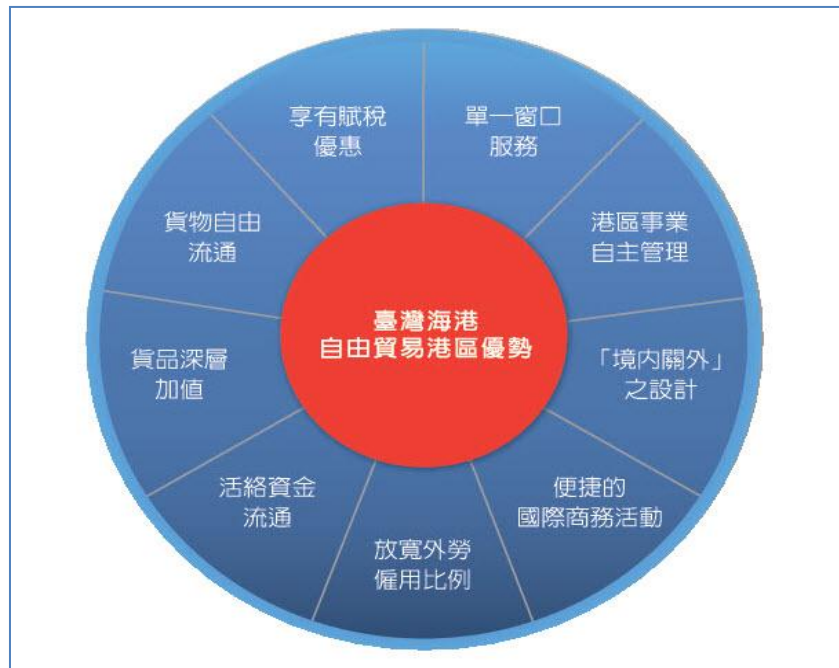 享有賦稅
優惠
單一窗口
服務
貨物自由
流通
港區事業
自主管理
臺灣海港
自由貿易港區優勢
貨品深層
加值
「境內關外」
之設計
活絡資金
流通
便捷的
國際商務活動
放寬外勞
僱用比例